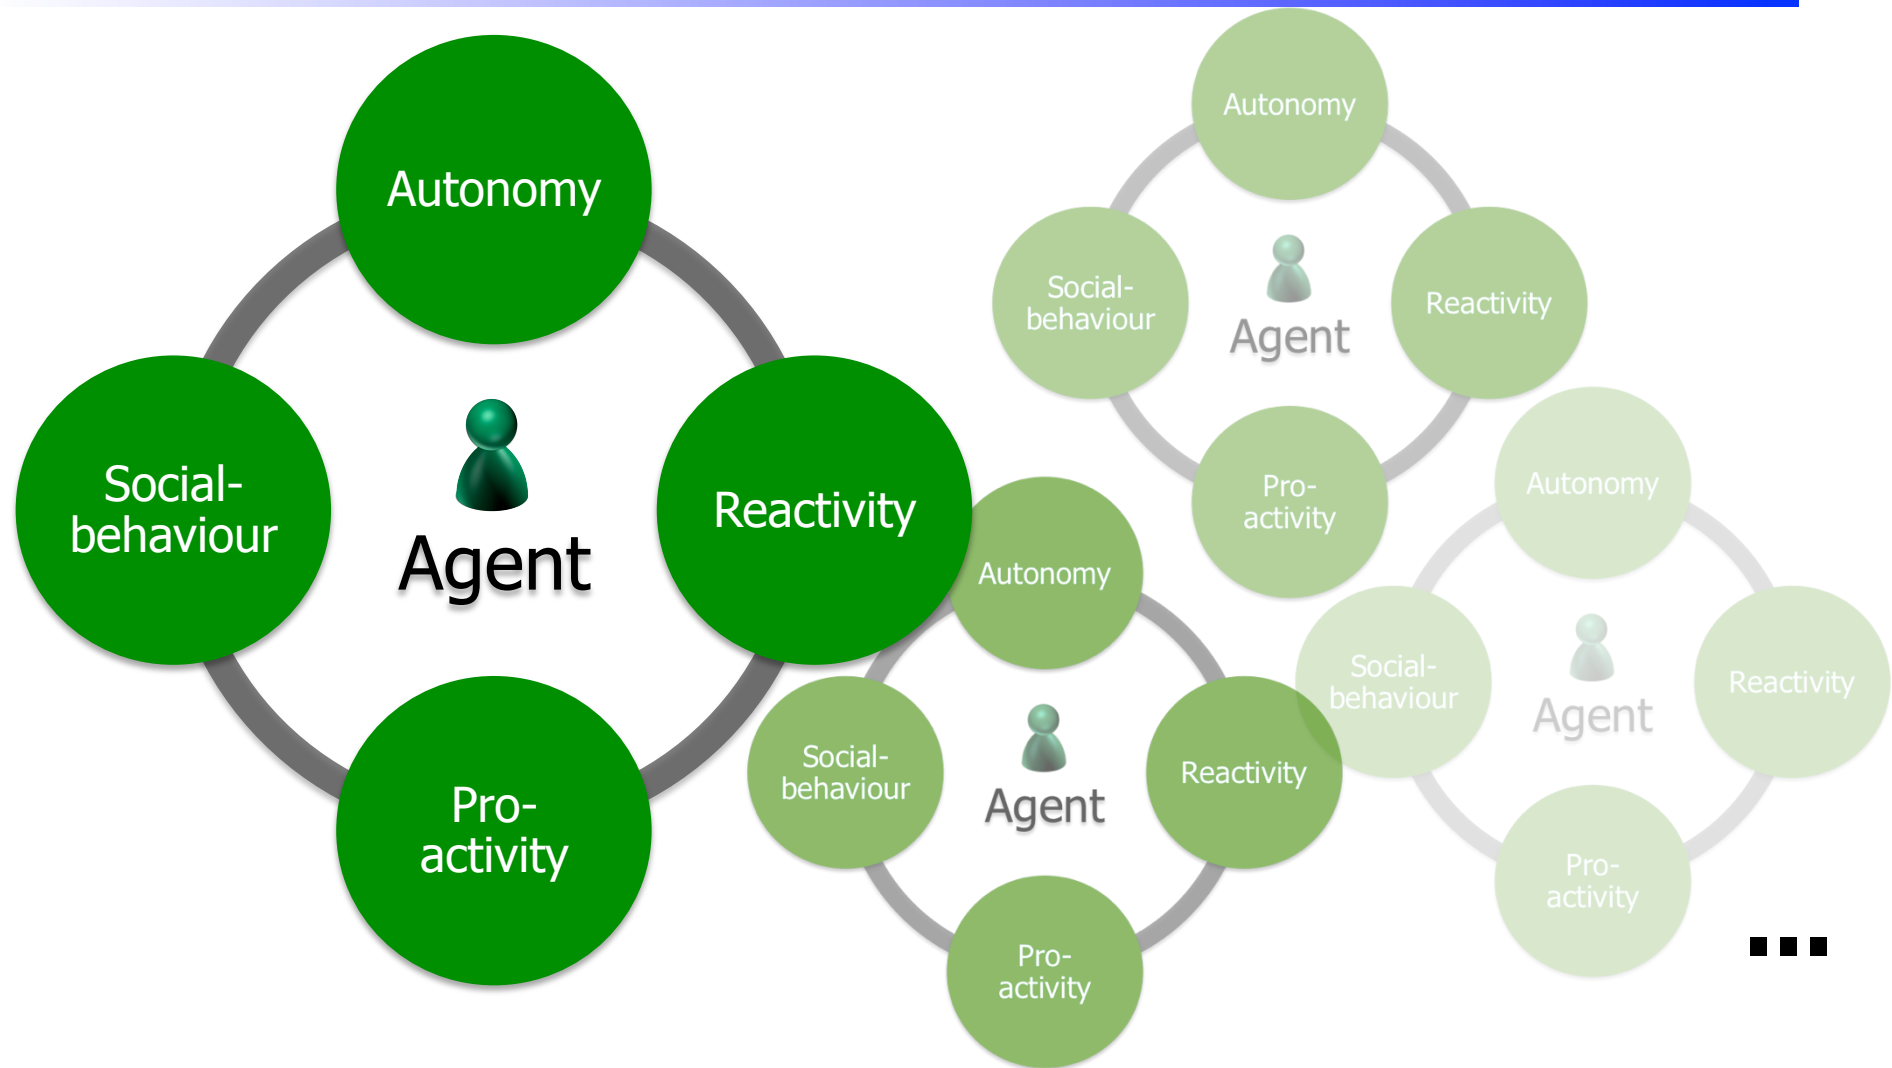 Autonomy
Social-
behaviour
Agent
Reactivity
Pro-
activity
Autonomy
Social-
behaviour
Agent
Reactivity
Pro-
activity
Autonomy
Social-
behaviour
Agent
Reactivity
Pro-
activity
Autonomy
Social-
behaviour
Agent
Reactivity
Pro-
activity
...